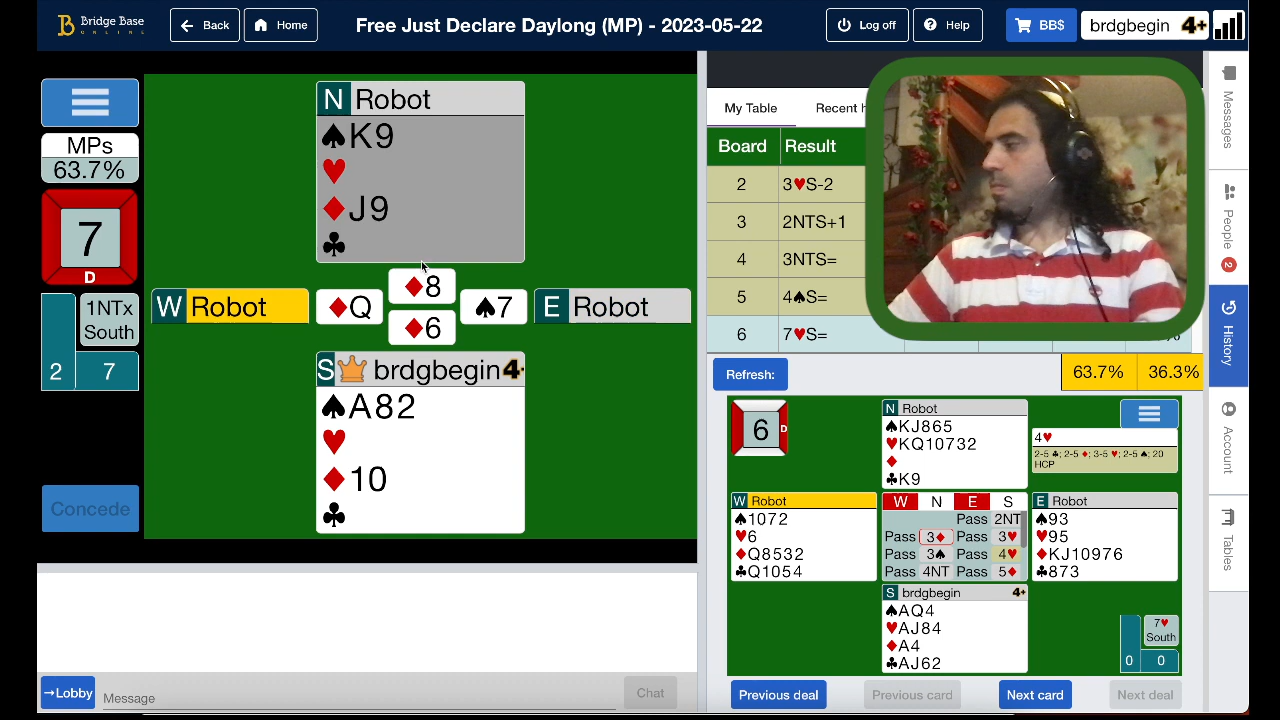 Bridge Base
ONLINE
Back
Home
Free Just Declare Daylong (MP) - 2023-05-22
Log off
Help
BB$
brdgbegin 4+
MPs
63.7%
7
D
1NTx
South
2 7
Concede
N Robot
♠K9
♥
♦J9
♣
♦8
W Robot
♦Q
♠7
E Robot
♦6
S brdgbegin 4+
♠A82
♥
♦10
♣
→Lobby
Message
Chat
My Table
Recent h
Board Result
2 3♥S-2
3 2NTS+1
4 3NTS=
5 4♠S=
6 7♥S=
Refresh:
63.7% 36.3%
6
D
N Robot
♠KJ865
♥KQ10732
♦
♣K9
4♥
2-5 ♣; 2-5 ♦; 3-5 ♥; 2-5 ♠; 20
HCP
W Robot
♠1072
♥6
♦Q8532
♣Q1054
W N E S
Pass 2NT
Pass 3♦ Pass 3♥
Pass 3♠ Pass 4♥
Pass 4NT Pass 5♦
E Robot
♠93
♥95
♦KJ10976
♣873
S brdgbegin 4+
♠AQ4
♥AJ84
♦A4
♣AJ62
7♥
South
0 0
Previous deal
Previous card
Next card
Next deal
Messages
People
2
History
Account
Tables